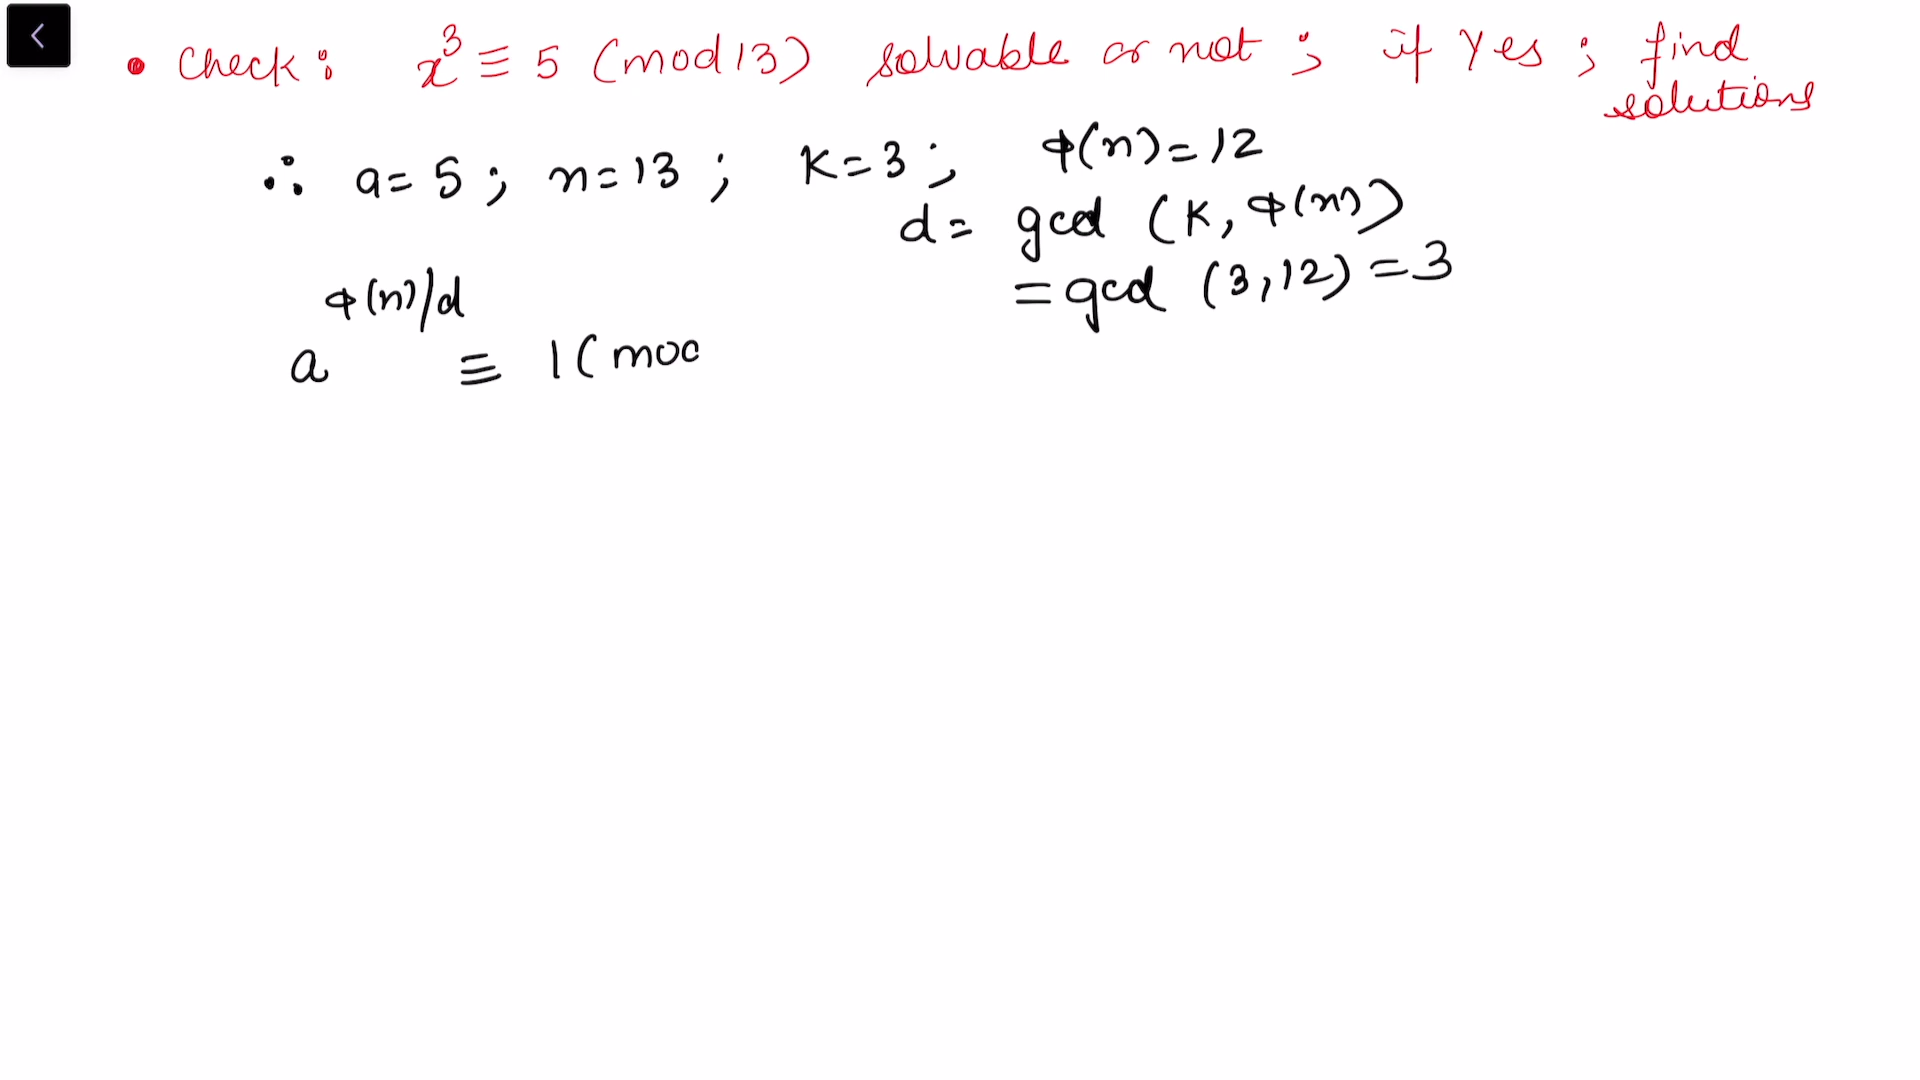 • Check : x³ ≡ 5 (mod 13) solvable or not ; if Yes ; find solutions
∴ a = 5 ; n = 13 ; K = 3 ; ϕ(n) = 12
d = gcd (K, ϕ(n))
= gcd (3, 12) = 3
a^ϕ(n)/d ≡ 1 (moc